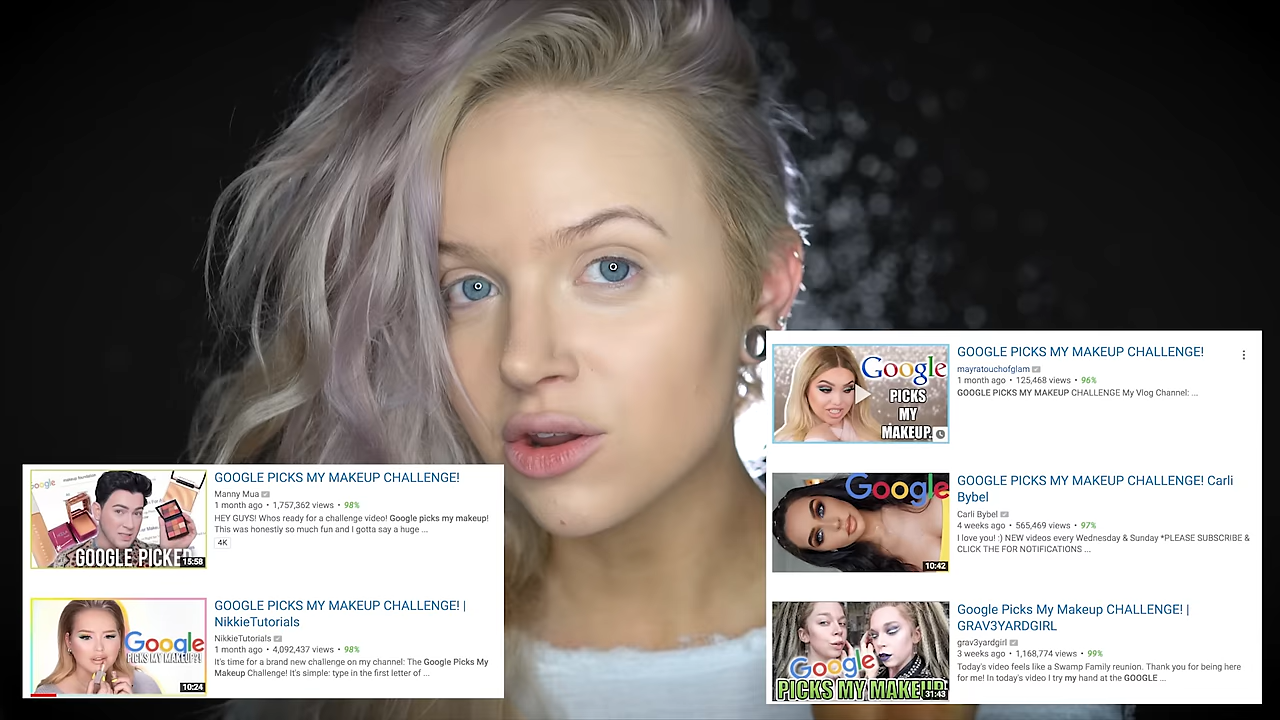 Google
PICKS
MY
MAKEUP
GOOGLE PICKS MY MAKEUP CHALLENGE!
mayratouchofglam
1 month ago • 125,468 views • 96%
GOOGLE PICKS MY MAKEUP CHALLENGE My Vlog Channel: ...
Google
10:42
GOOGLE PICKS MY MAKEUP CHALLENGE! Carli
Bybel
Carli Bybel
4 weeks ago • 565,469 views • 97%
I love you! :) NEW videos every Wednesday & Sunday *PLEASE SUBSCRIBE &
CLICK THE FOR NOTIFICATIONS ...
Google
PICKS MY MAKEUP
31:43
Google Picks My Makeup CHALLENGE! |
GRAV3YARDGIRL
grav3yardgirl
3 weeks ago • 1,168,774 views • 99%
Today's video feels like a Swamp Family reunion. Thank you for being here
for me! In today's video I try my hand at the GOOGLE ...
GOOGLE PICKED
15:58
GOOGLE PICKS MY MAKEUP CHALLENGE!
Manny Mua
1 month ago • 1,757,362 views • 98%
HEY GUYS! Whos ready for a challenge video! Google picks my makeup!
This was honestly so much fun and I gotta say a huge ...
4K
Google
PICKS MY MAKEUP?!
10:24
GOOGLE PICKS MY MAKEUP CHALLENGE! |
NikkieTutorials
NikkieTutorials
1 month ago • 4,092,437 views • 98%
It's time for a brand new challenge on my channel: The Google Picks My
Makeup Challenge! It's simple: type in the first letter of ...